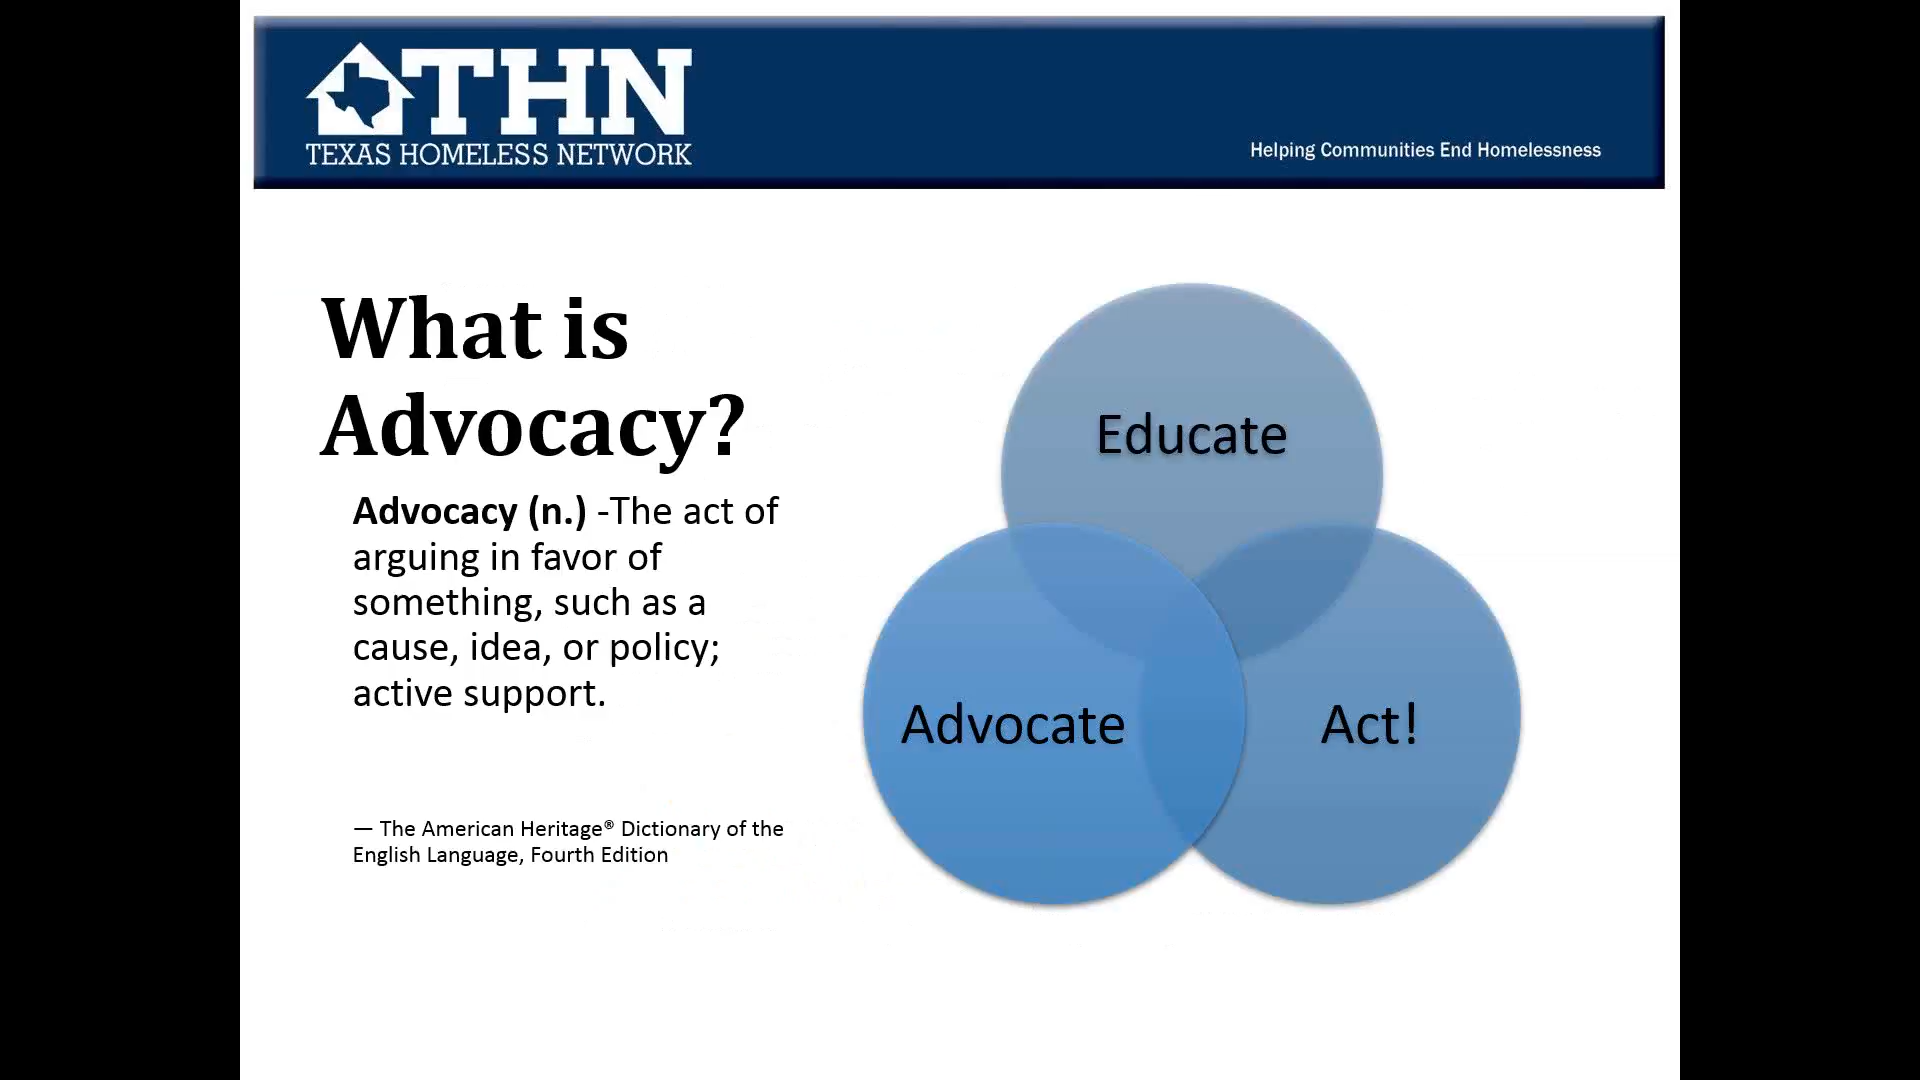 THN
TEXAS HOMELESS NETWORK
Helping Communities End Homelessness
What is
Advocacy?
Advocacy (n.) -The act of
arguing in favor of
something, such as a
cause, idea, or policy;
active support.
— The American Heritage® Dictionary of the
English Language, Fourth Edition
Educate
Advocate
Act!